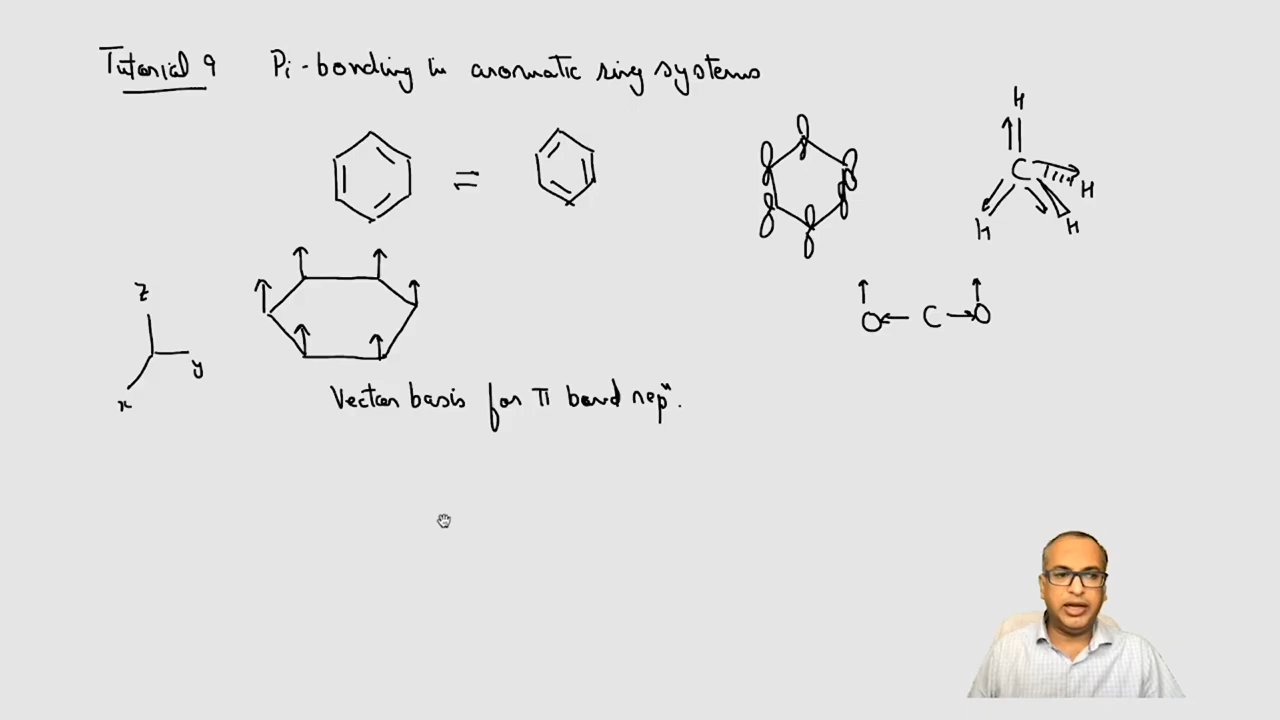 Tutorial 9 Pi-bonding in aromatic ring systems
H
C
H
H
H
z
y
x
O C O
Vector basis for π bond repⁿ.